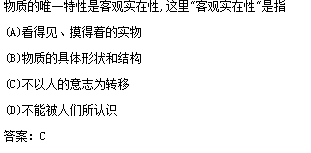 物质的唯一特性是客观实在性,这里"客观实在性"是指
(A)看得见、摸得着的实物
(B)物质的具体形状和结构
(C)不以人的意志为转移
(D)不能被人们所认识
答案：C